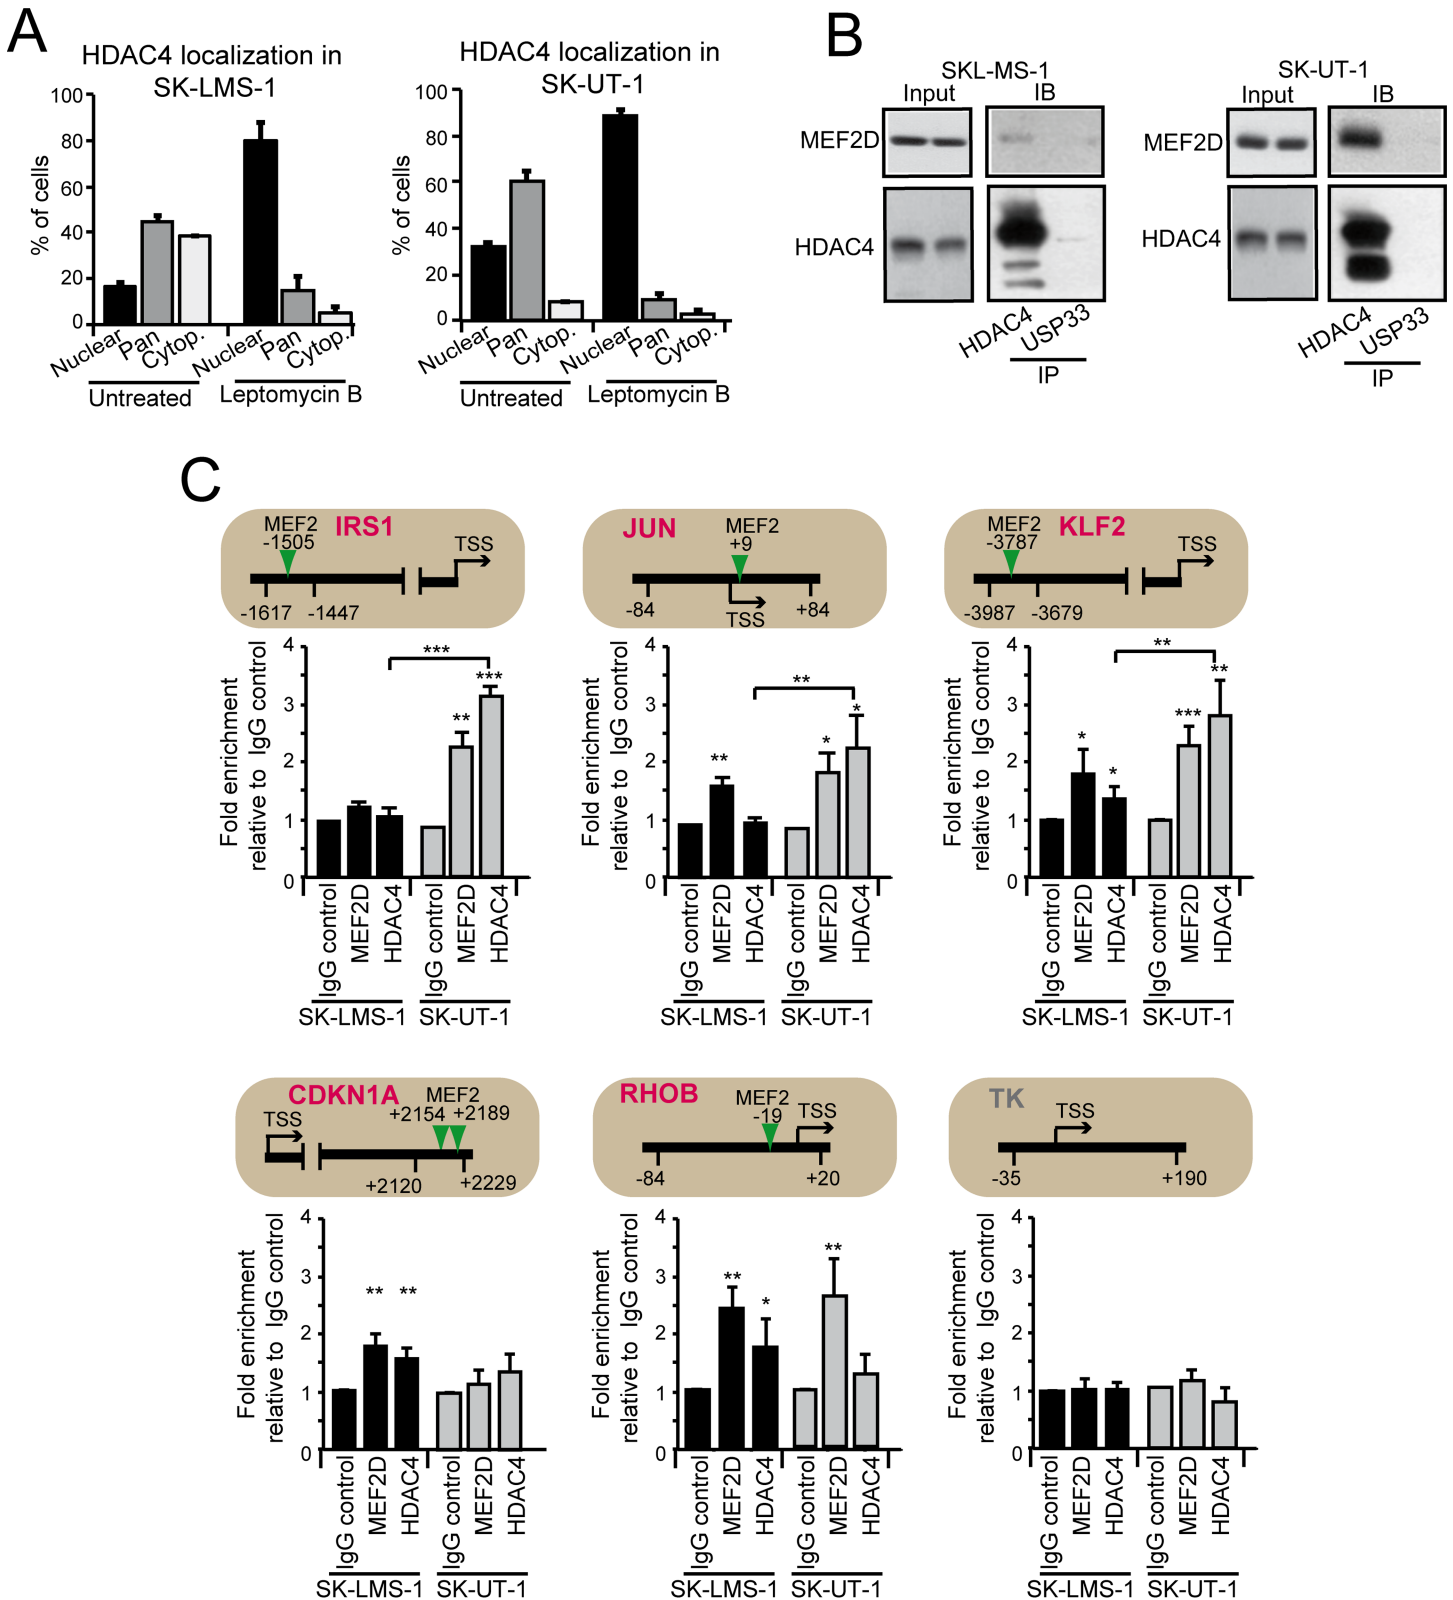 A
HDAC4 localization in
SK-LMS-1
% of cells
100
80
60
40
20
0
Nuclear
Pan
Cytop.
Nuclear
Pan
Cytop.
Untreated
Leptomycin B
HDAC4 localization in
SK-UT-1
% of cells
100
80
60
40
20
0
Nuclear
Pan
Cytop.
Nuclear
Pan
Cytop.
Untreated
Leptomycin B
B
SKL-MS-1
Input
IB
MEF2D
HDAC4
HDAC4
USP33
IP
SK-UT-1
Input
IB
MEF2D
HDAC4
HDAC4
USP33
IP
C
MEF2
IRS1
-1505
TSS
-1617
-1447
Fold enrichment
relative to IgG control
4
3
2
1
0
***
***
**
IgG control
MEF2D
HDAC4
IgG control
MEF2D
HDAC4
SK-LMS-1
SK-UT-1
JUN
MEF2
+9
-84
TSS
+84
Fold enrichment
relative to IgG control
4
3
2
1
0
**
**
*
*
IgG control
MEF2D
HDAC4
IgG control
MEF2D
HDAC4
SK-LMS-1
SK-UT-1
MEF2
KLF2
-3787
TSS
-3987
-3679
Fold enrichment
relative to IgG control
4
3
2
1
0
**
**
*
*
***
IgG control
MEF2D
HDAC4
IgG control
MEF2D
HDAC4
SK-LMS-1
SK-UT-1
CDKN1A
MEF2
TSS
+2154
+2189
+2120
+2229
Fold enrichment
relative to IgG control
4
3
2
1
0
**
**
IgG control
MEF2D
HDAC4
IgG control
MEF2D
HDAC4
SK-LMS-1
SK-UT-1
RHOB
MEF2
-19
TSS
-84
+20
Fold enrichment
relative to IgG control
4
3
2
1
0
**
*
**
IgG control
MEF2D
HDAC4
IgG control
MEF2D
HDAC4
SK-LMS-1
SK-UT-1
TK
TSS
-35
+190
Fold enrichment
relative to IgG control
4
3
2
1
0
IgG control
MEF2D
HDAC4
IgG control
MEF2D
HDAC4
SK-LMS-1
SK-UT-1